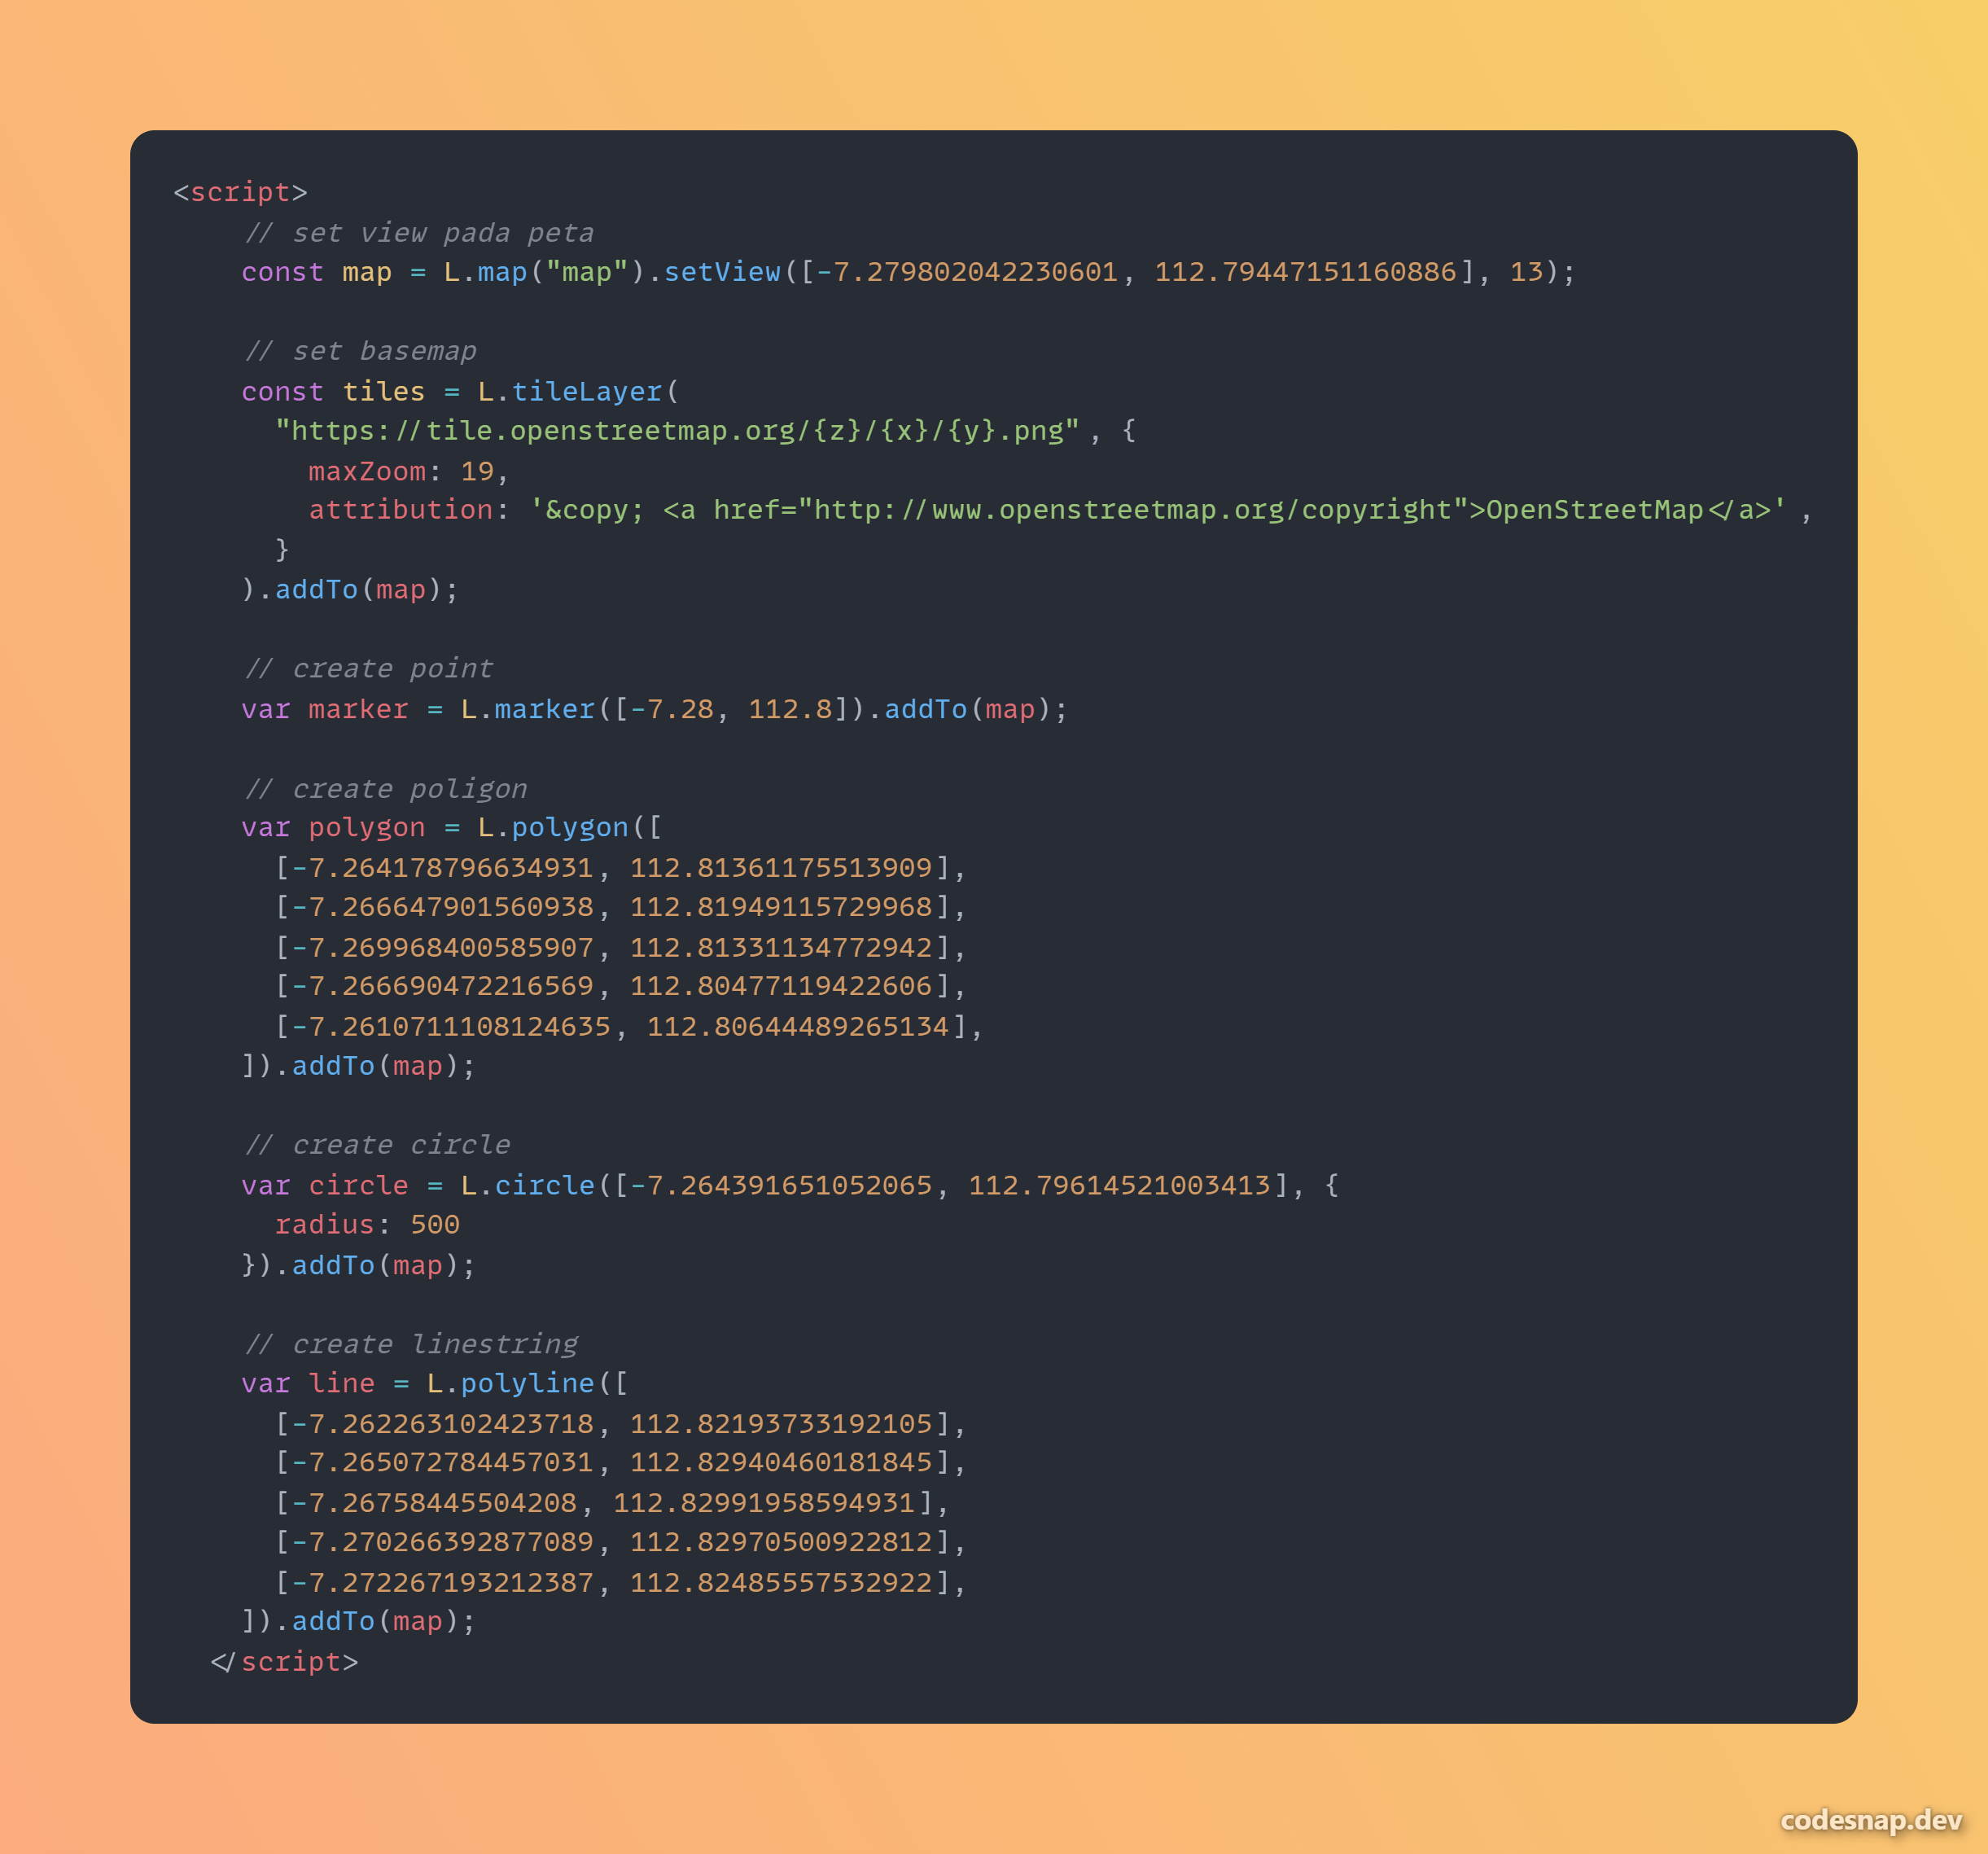 <script>
// set view pada peta
const map = L.map("map").setView([-7.279802042230601, 112.79447151160886], 13);
// set basemap
const tiles = L.tileLayer(
"https://tile.openstreetmap.org/{z}/{x}/{y}.png", {
maxZoom: 19,
attribution: '&copy; <a href="http://www.openstreetmap.org/copyright">OpenStreetMap</a>',
}
).addTo(map);
// create point
var marker = L.marker([-7.28, 112.8]).addTo(map);
// create poligon
var polygon = L.polygon([
[-7.264178796634931, 112.81361175513909],
[-7.266647901560938, 112.81949115729968],
[-7.269968400585907, 112.81331134772942],
[-7.266690472216569, 112.80477119422606],
[-7.2610711108124635, 112.80644489265134],
]).addTo(map);
// create circle
var circle = L.circle([-7.264391651052065, 112.79614521003413], {
radius: 500
}).addTo(map);
// create linestring
var line = L.polyline([
[-7.262263102423718, 112.82193733192105],
[-7.265072784457031, 112.82940460181845],
[-7.26758445504208, 112.82991958594931],
[-7.270266392877089, 112.82970500922812],
[-7.272267193212387, 112.82485557532922],
]).addTo(map);
</script>
codesnap.dev